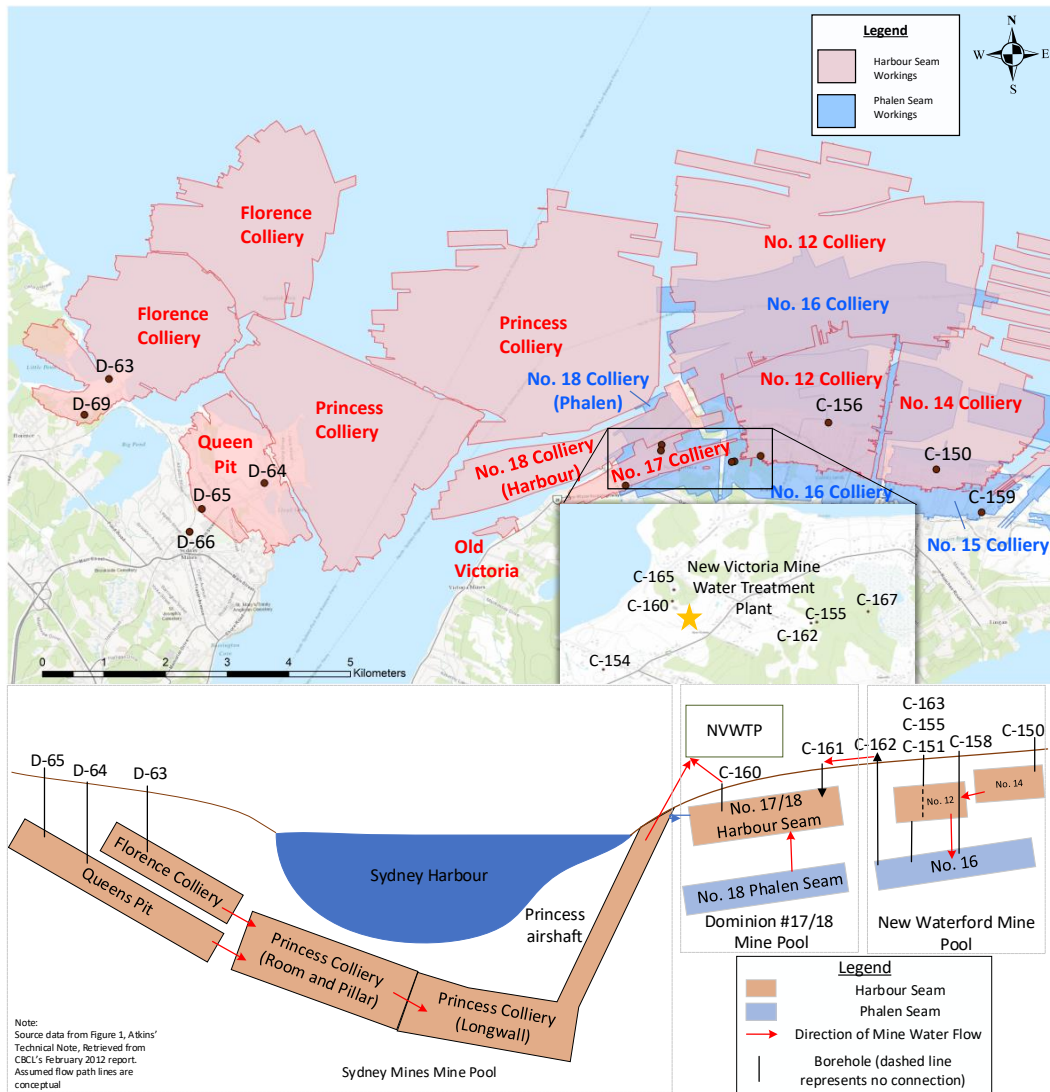 Legend
Harbour Seam
Workings
Phalen Seam
Workings
N
W
E
S
Florence
Colliery
Florence
Colliery
No. 12 Colliery
No. 16 Colliery
Princess
Colliery
D-63
D-69
No. 18 Colliery
(Phalen)
No. 12 Colliery
C-156
No. 14 Colliery
Princess
Colliery
Queen
Pit
D-64
D-65
D-66
No. 18 Colliery
(Harbour)
No. 17 Colliery
C-150
No. 16 Colliery
C-159
No. 15 Colliery
Old
Victoria
New Victoria Mine
Water Treatment
Plant
C-165
C-160
C-155
C-167
C-162
C-154
0 1 2 3 4 5
Kilometers
D-65
D-64
D-63
NVWTP
C-160
C-161
C-162
C-163
C-155
C-151
C-158
C-150
No. 17/18
Harbour Seam
No. 12
No. 14
No. 18 Phalen Seam
No. 16
Dominion #17/18
Mine Pool
New Waterford Mine
Pool
Florence Colliery
Queens Pit
Sydney Harbour
Princess
airshaft
Princess Colliery
(Room and Pillar)
Princess Colliery
(Longwall)
Sydney Mines Mine Pool
Note:
Source data from Figure 1, Atkins'
Technical Note, Retrieved from
CBCL's February 2012 report.
Assumed flow path lines are
conceptual
Legend
Harbour Seam
Phalen Seam
Direction of Mine Water Flow
Borehole (dashed line
represents no connection)